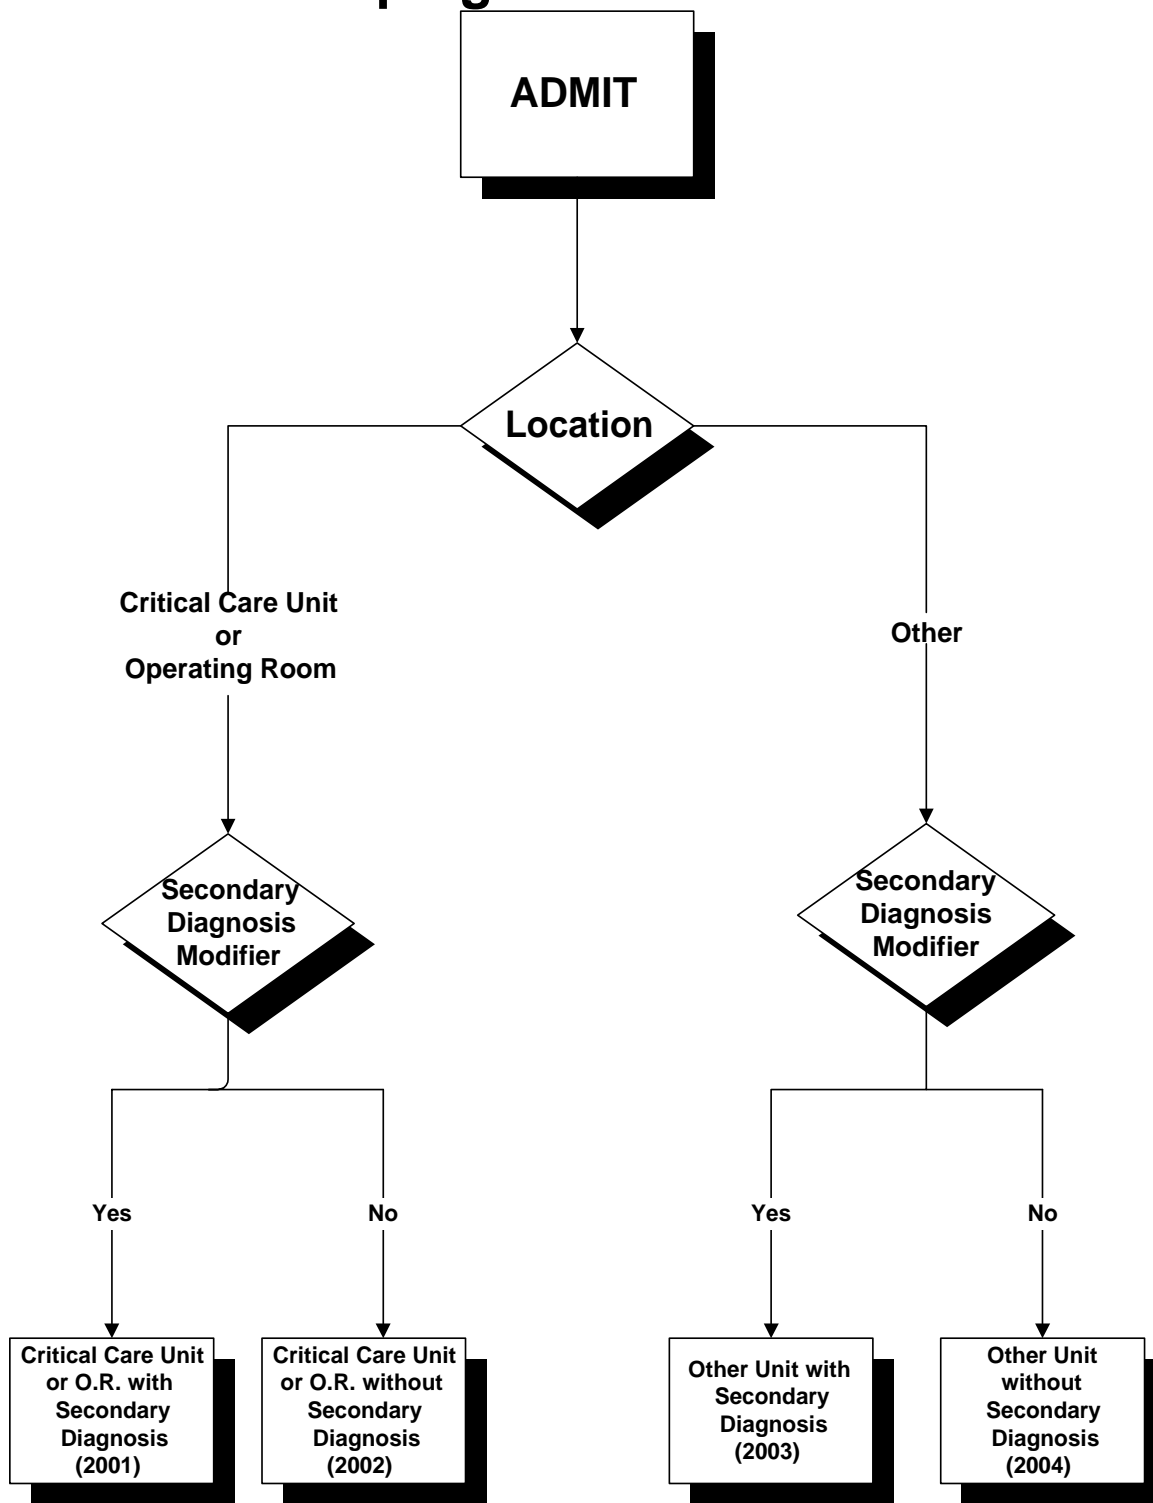 ADMIT
Location
Critical Care Unit
or
Operating Room
Other
Secondary
Diagnosis
Modifier
Secondary
Diagnosis
Modifier
Yes
No
Yes
No
Critical Care Unit
or O.R. with
Secondary
Diagnosis
(2001)
Critical Care Unit
or O.R. without
Secondary
Diagnosis
(2002)
Other Unit with
Secondary
Diagnosis
(2003)
Other Unit
without
Secondary
Diagnosis
(2004)